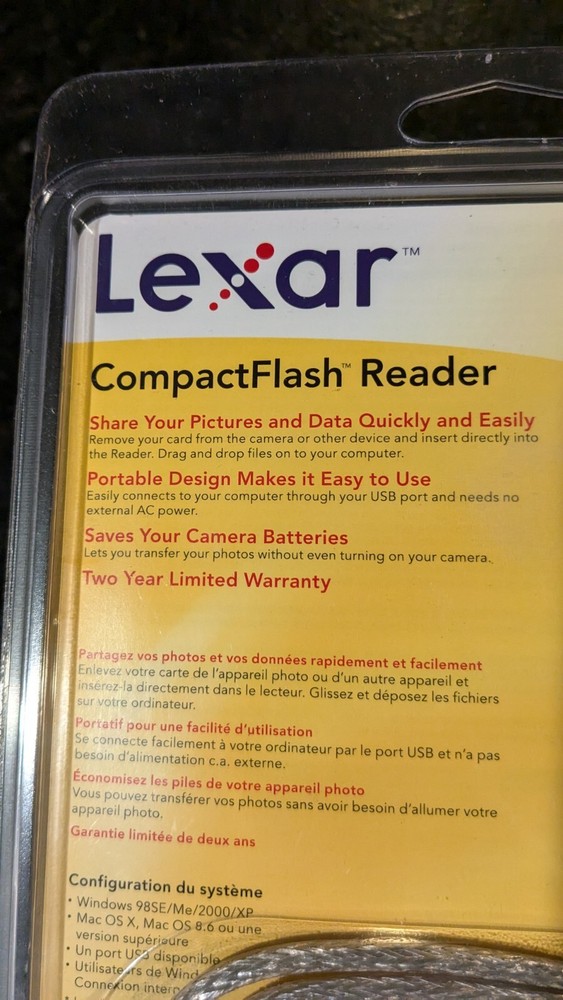 Lexar™
CompactFlash™ Reader
Share Your Pictures and Data Quickly and Easily
Remove your card from the camera or other device and insert directly into
the Reader. Drag and drop files on to your computer.
Portable Design Makes it Easy to Use
Easily connects to your computer through your USB port and needs no
external AC power.
Saves Your Camera Batteries
Lets you transfer your photos without even turning on your camera.
Two Year Limited Warranty
Partagez vos photos et vos données rapidement et facilement
Enlevez votre carte de l'appareil photo ou d'un autre appareil et
insérez-la directement dans le lecteur. Glissez et déposez les fichiers
sur votre ordinateur.
Portatif pour une facilité d'utilisation
Se connecte facilement à votre ordinateur par le port USB et n'a pas
besoin d'alimentation c.a. externe.
Économisez les piles de votre appareil photo
Vous pouvez transférer vos photos sans avoir besoin d'allumer votre
appareil photo.
Garantie limitée de deux ans
Configuration du système
• Windows 98SE/Me/2000/XP
• Mac OS X, Mac OS 8.6 ou une
version supérieure
• Un port USB disponible
• Utilisateurs de Wind
Connexion intern